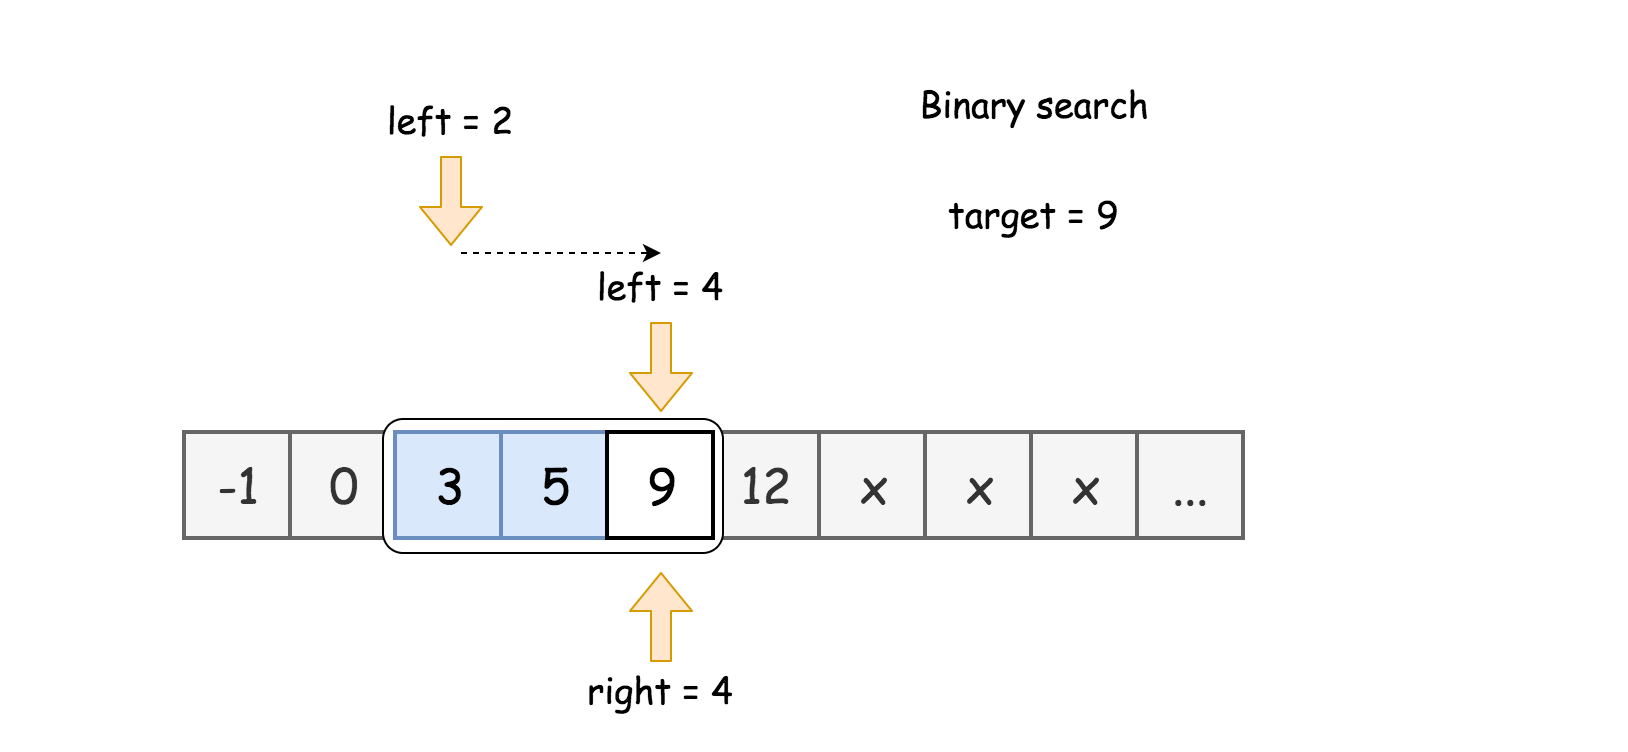 Binary search
left = 2
target = 9
left = 4
-1 0 3 5 9 12 x x x ...
right = 4